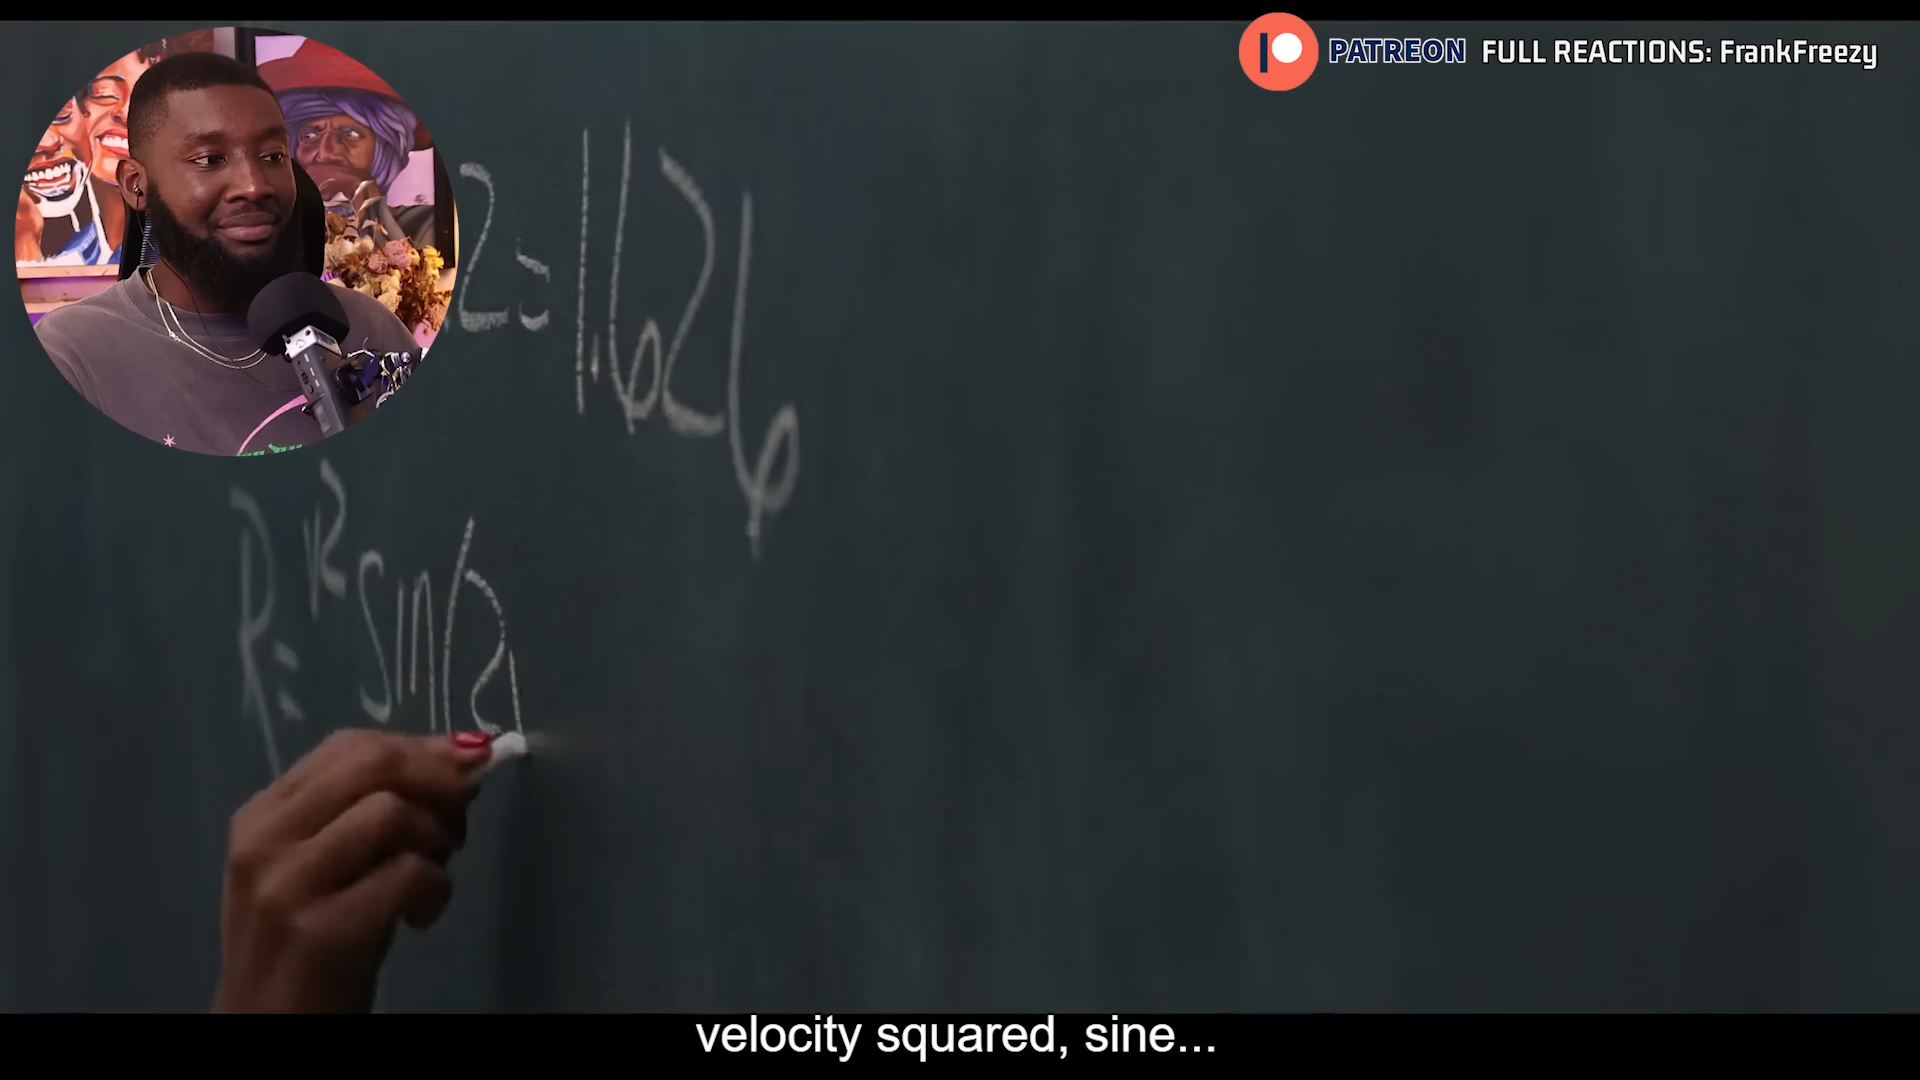 PATREON FULL REACTIONS: FrankFreezy
2=1.626
R=v² sin(2
velocity squared, sine...